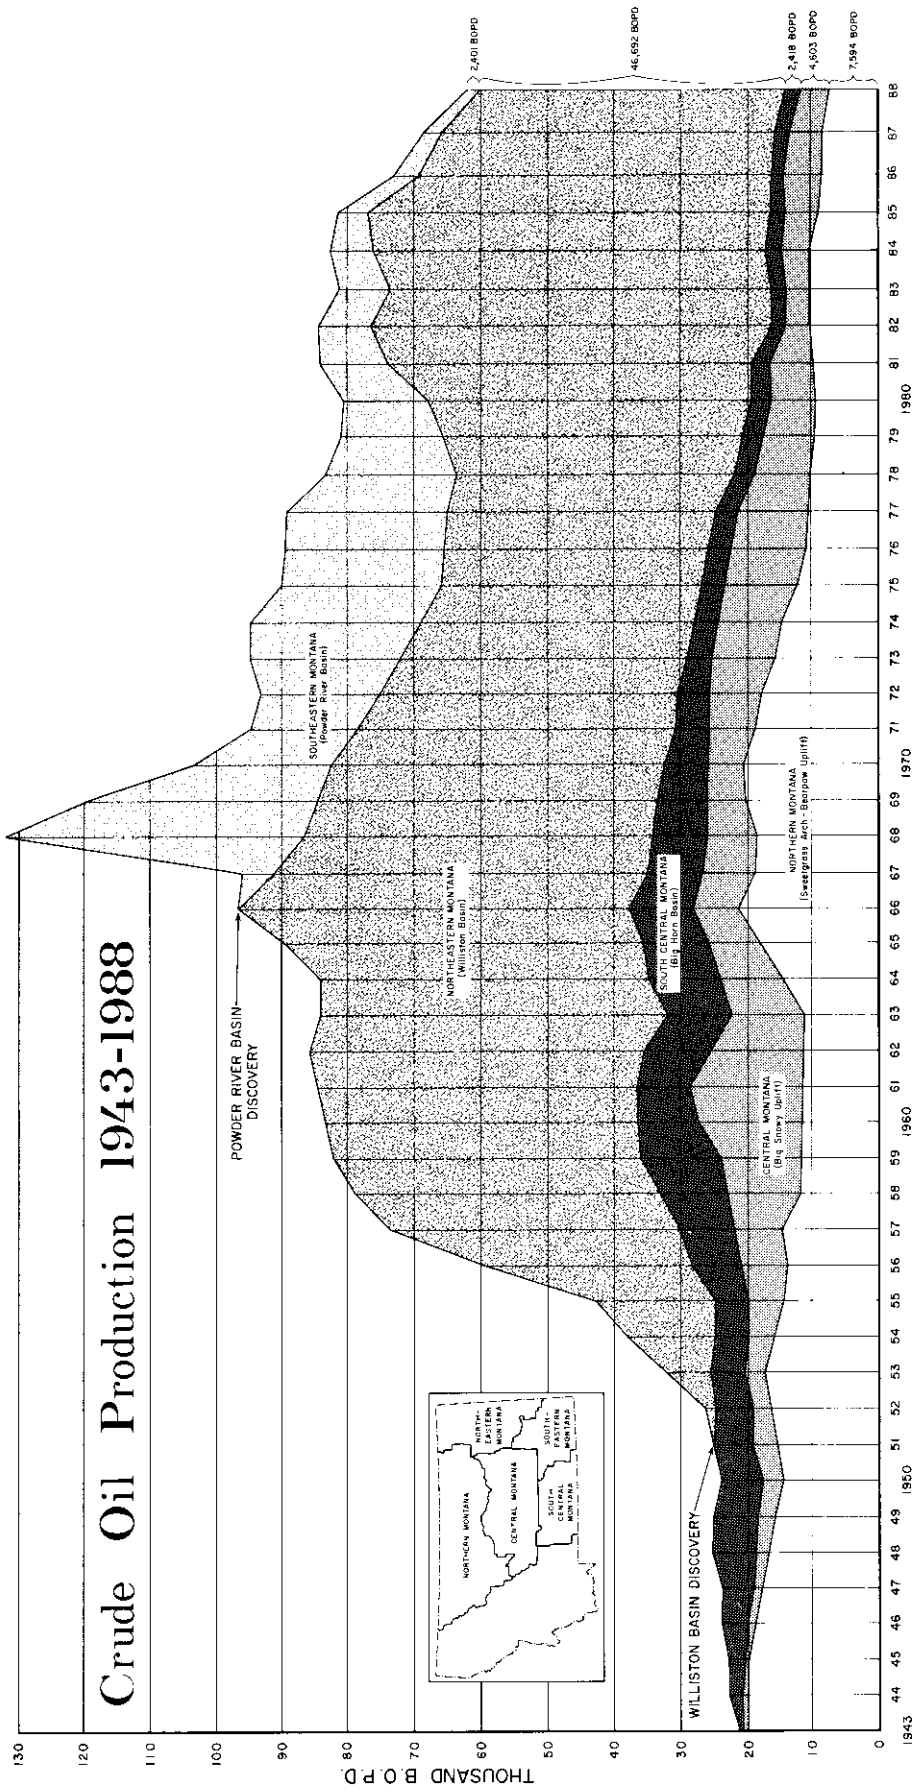 Crude Oil Production 1943-1988
THOUSAND B.O.P.D.
130
120
110
100
90
80
70
60
50
40
30
20
10
0
POWDER RIVER BASIN
DISCOVERY
WILLISTON BASIN DISCOVERY
SOUTHEASTERN MONTANA
(Powder River Basin)
NORTHEASTERN MONTANA
(Williston Basin)
SOUTH CENTRAL MONTANA
(Big Horn Basin)
CENTRAL MONTANA
(Big Snowy Uplift)
NORTHERN MONTANA
(Sweetgrass Arch - Bearpaw Uplift)
NORTHERN MONTANA
NORTH-
EASTERN
MONTANA
CENTRAL MONTANA
SOUTH
CENTRAL
MONTANA
SOUTH-
EASTERN
MONTANA
2,401 BOPD
46,692 BOPD
2,418 BOPD
4,603 BOPD
7,594 BOPD
1943 44 45 46 47 48 49 1950 51 52 53 54 55 56 57 58 59 1960 61 62 63 64 65 66 67 68 69 1970 71 72 73 74 75 76 77 78 79 1980 81 82 83 84 85 86 87 88